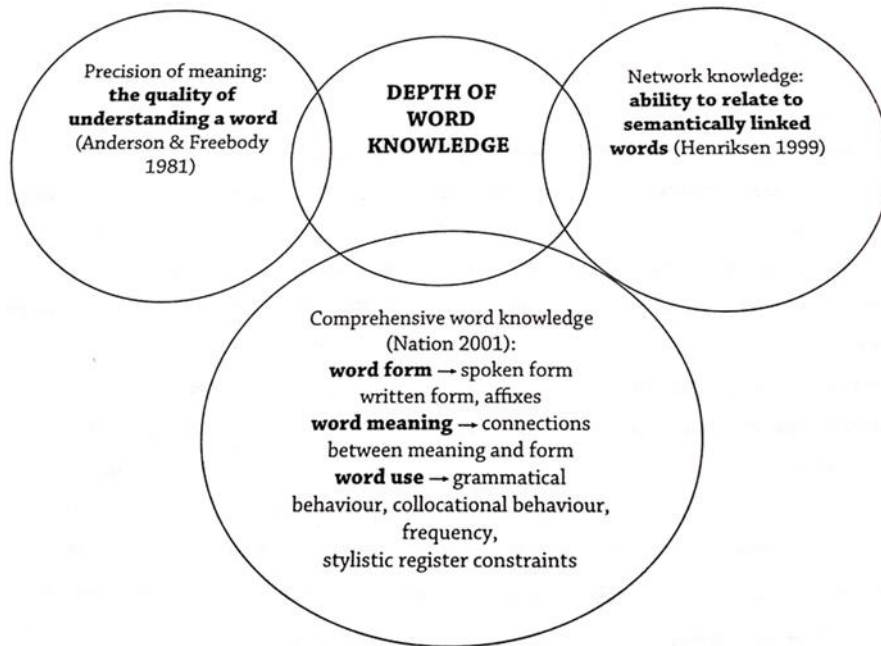 Precision of meaning:
the quality of
understanding a word
(Anderson & Freebody
1981)
DEPTH OF
WORD
KNOWLEDGE
Network knowledge:
ability to relate to
semantically linked
words (Henriksen 1999)
Comprehensive word knowledge
(Nation 2001):
word form → spoken form
written form, affixes
word meaning → connections
between meaning and form
word use → grammatical
behaviour, collocational behaviour,
frequency,
stylistic register constraints